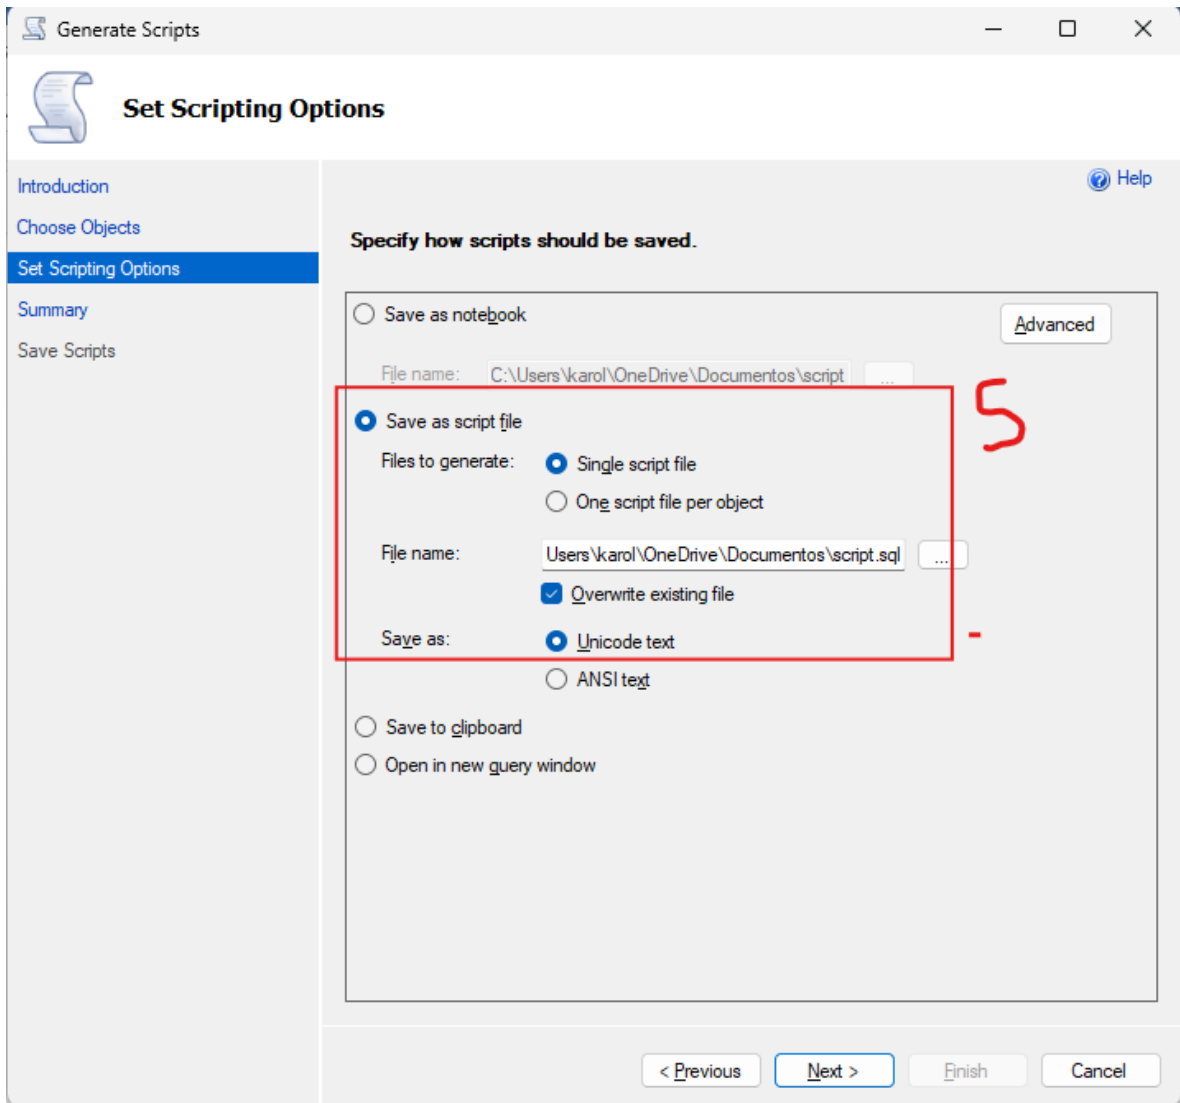 Generate Scripts
Set Scripting Options
Introduction
Choose Objects
Set Scripting Options
Summary
Save Scripts
Help
Specify how scripts should be saved.
Save as notebook
Advanced
File name: C:\Users\karol\OneDrive\Documentos\script ...
5
Save as script file
Files to generate: Single script file
One script file per object
File name: Users\karol\OneDrive\Documentos\script.sql ...
Overwrite existing file
Save as: Unicode text -
ANSI text
Save to clipboard
Open in new query window
< Previous Next > Finish Cancel